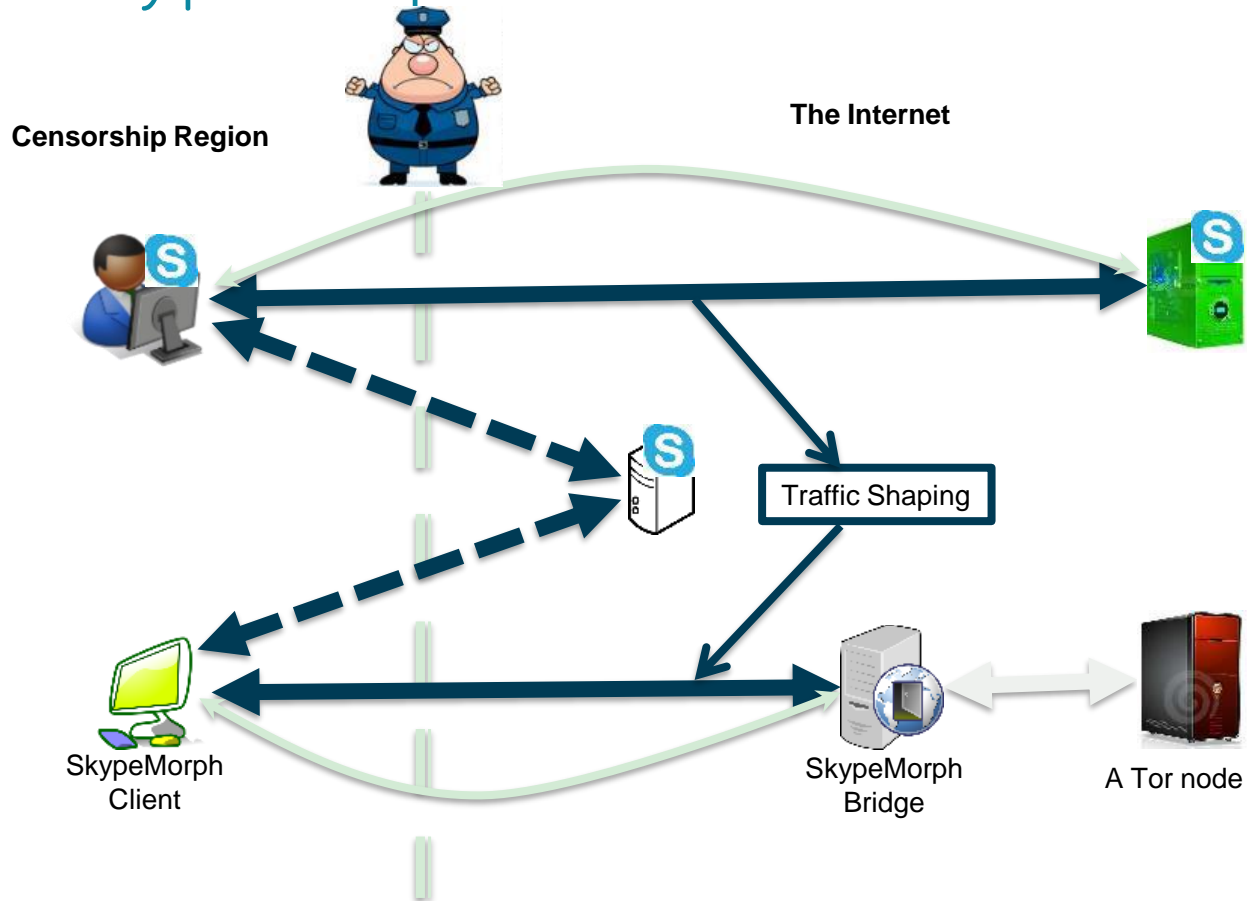 The Internet
Censorship Region
S
S
S
Traffic Shaping
SkypeMorph
Client
SkypeMorph
Bridge
A Tor node